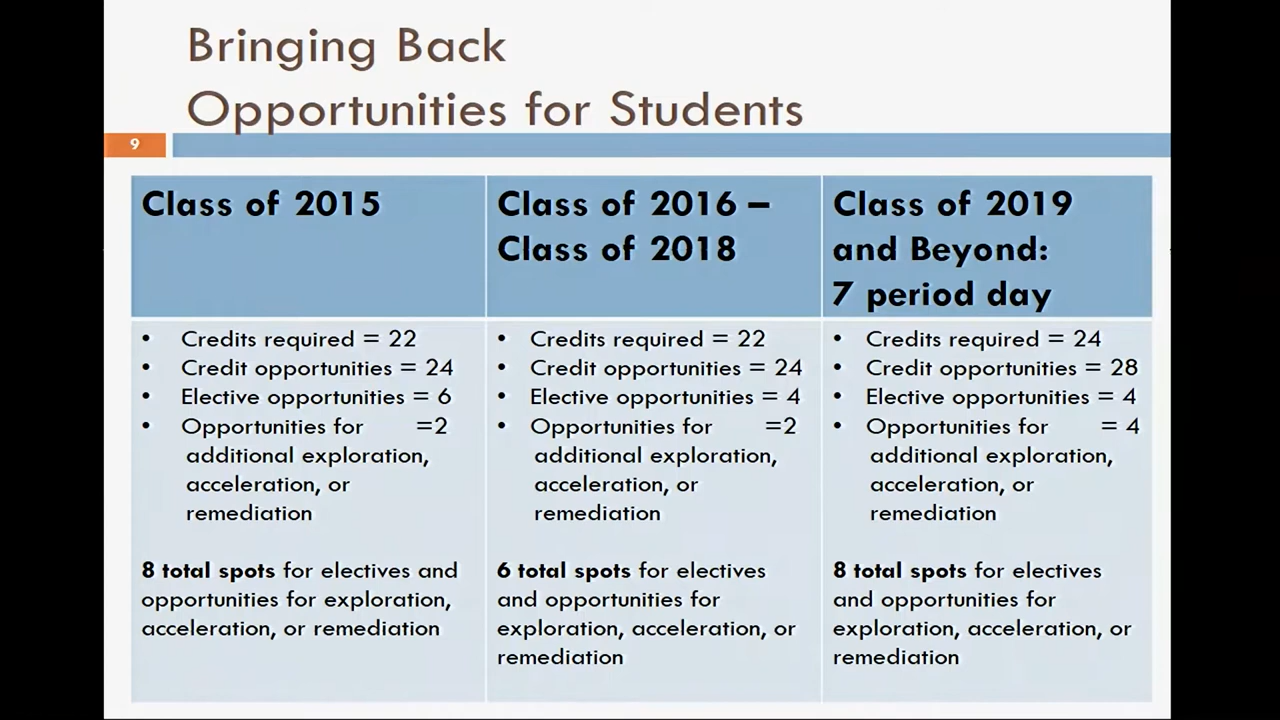 Bringing Back
Opportunities for Students
9
Class of 2015
• Credits required = 22
• Credit opportunities = 24
• Elective opportunities = 6
• Opportunities for =2
additional exploration,
acceleration, or
remediation
8 total spots for electives and
opportunities for exploration,
acceleration, or remediation
Class of 2016 –
Class of 2018
• Credits required = 22
• Credit opportunities = 24
• Elective opportunities = 4
• Opportunities for =2
additional exploration,
acceleration, or
remediation
6 total spots for electives
and opportunities for
exploration, acceleration, or
remediation
Class of 2019
and Beyond:
7 period day
• Credits required = 24
• Credit opportunities = 28
• Elective opportunities = 4
• Opportunities for = 4
additional exploration,
acceleration, or
remediation
8 total spots for electives
and opportunities for
exploration, acceleration, or
remediation